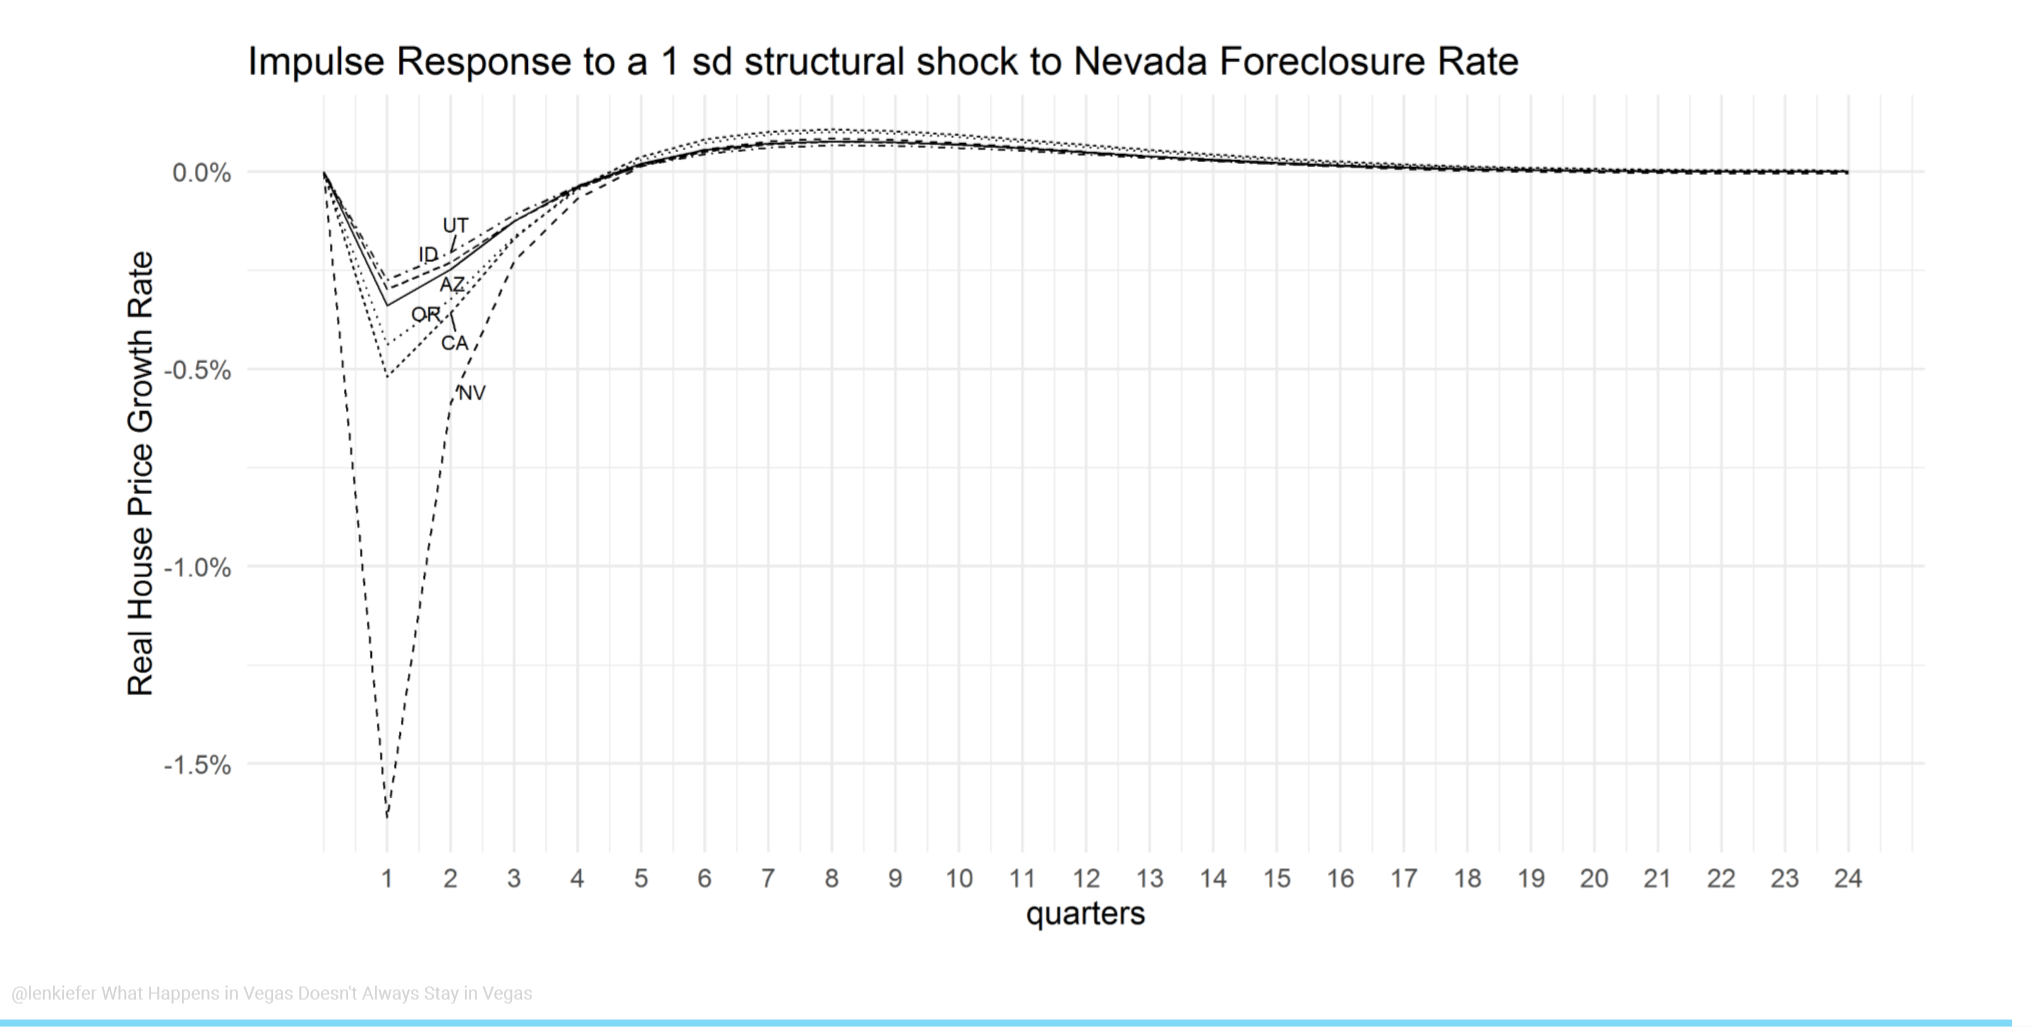 Impulse Response to a 1 sd structural shock to Nevada Foreclosure Rate
Real House Price Growth Rate
0.0%
-0.5%
-1.0%
-1.5%
UT
ID
AZ
OR
CA
NV
1 2 3 4 5 6 7 8 9 10 11 12 13 14 15 16 17 18 19 20 21 22 23 24
quarters
@lenkiefer What Happens in Vegas Doesn't Always Stay in Vegas